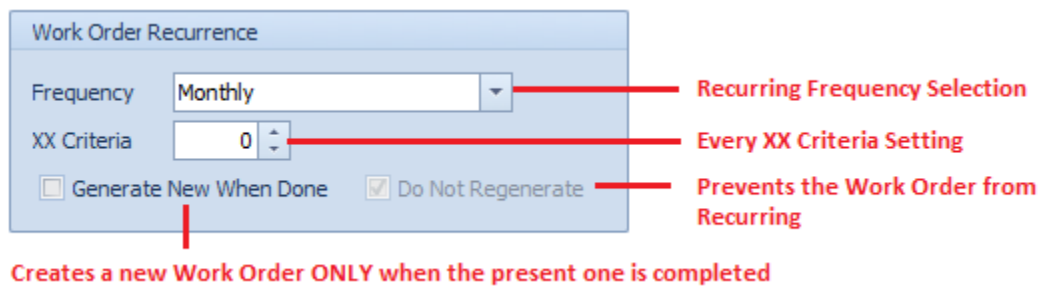 Work Order Recurrence
Frequency Monthly Recurring Frequency Selection
XX Criteria 0 Every XX Criteria Setting
Generate New When Done Do Not Regenerate Prevents the Work Order from
Recurring
Creates a new Work Order ONLY when the present one is completed